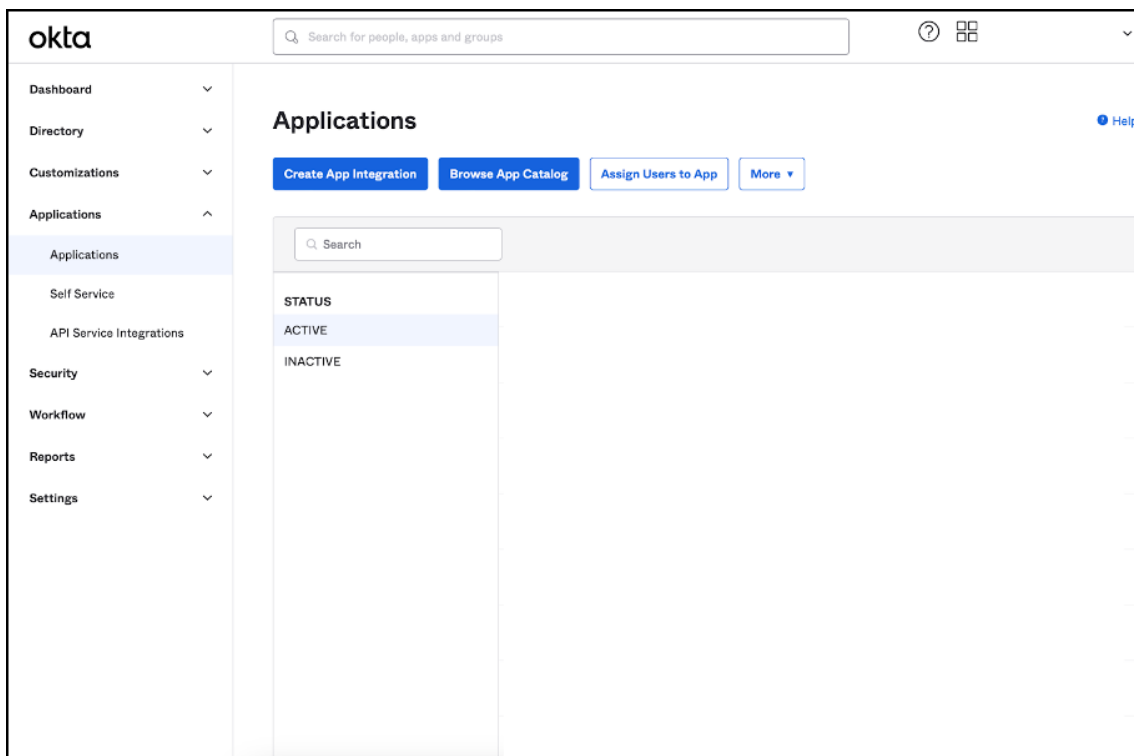 okta
Search for people, apps and groups
Dashboard
Directory
Customizations
Applications
Applications
Self Service
API Service Integrations
Security
Workflow
Reports
Settings
Applications
Help
Create App Integration
Browse App Catalog
Assign Users to App
More
Search
STATUS
ACTIVE
INACTIVE